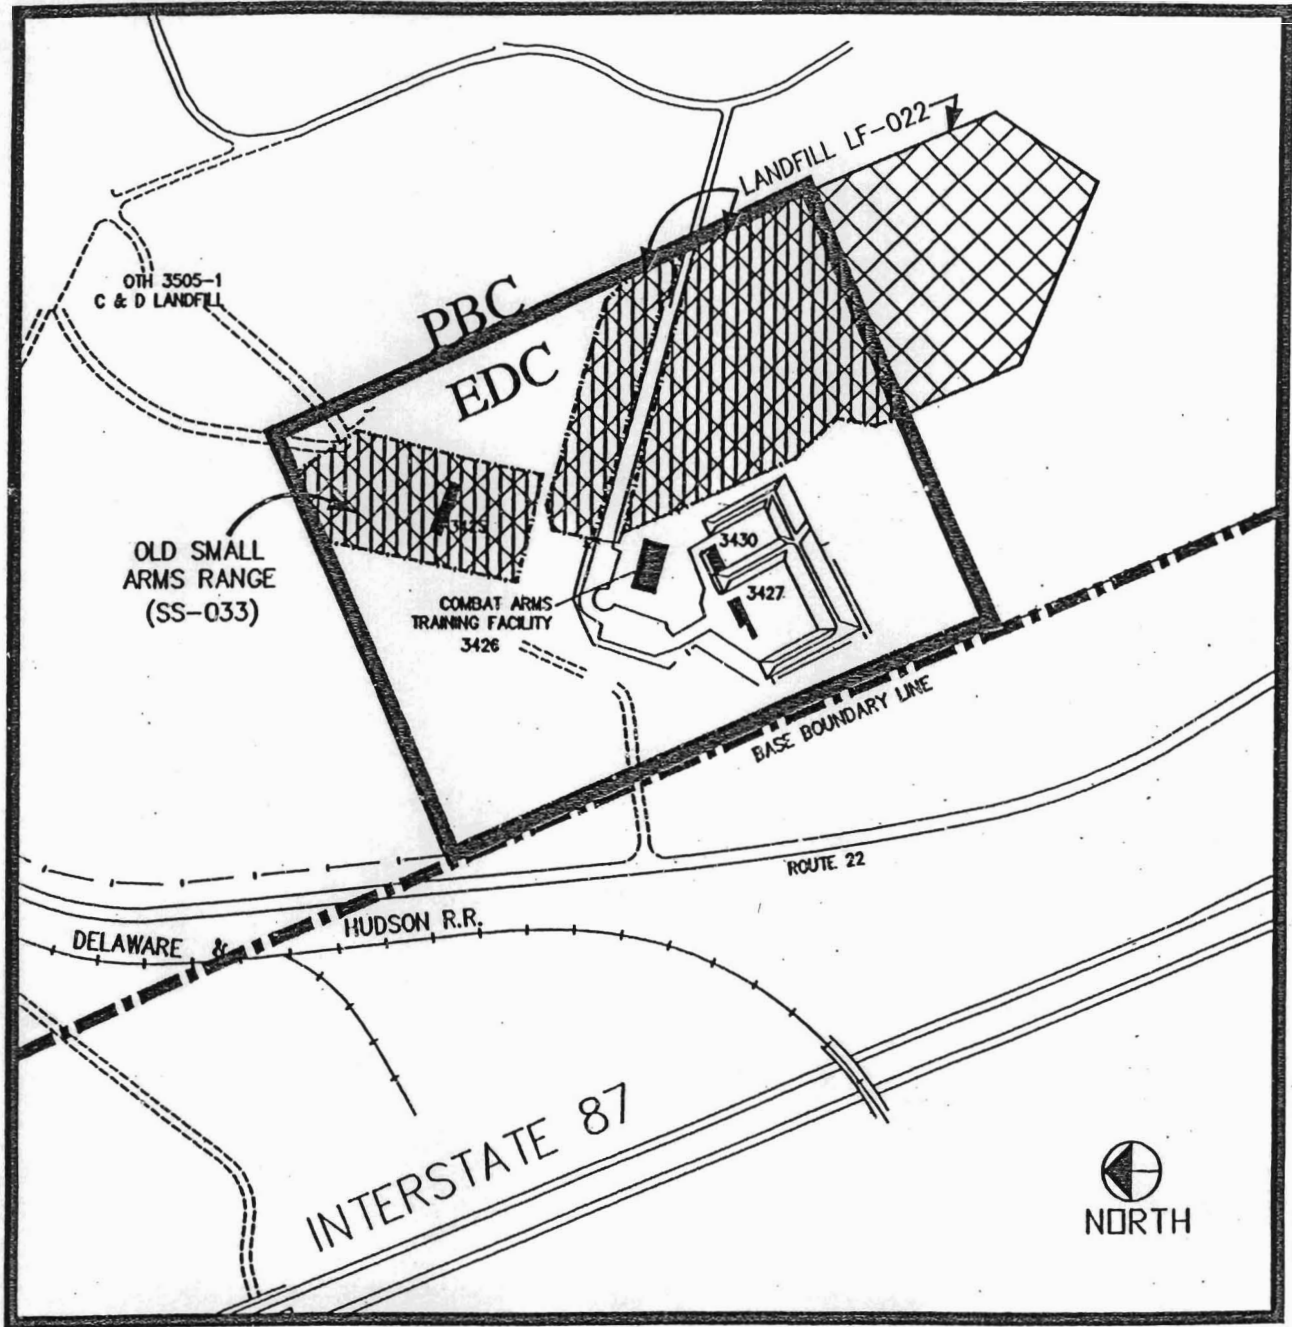 LANDFILL LF-022
OTH 3505-1
C & D LANDFILL
PBC
EDC
3425
OLD SMALL
ARMS RANGE
(SS-033)
3430
3427
COMBAT ARMS
TRAINING FACILITY
3426
BASE BOUNDARY LINE
ROUTE 22
DELAWARE & HUDSON R.R.
INTERSTATE 87
NORTH